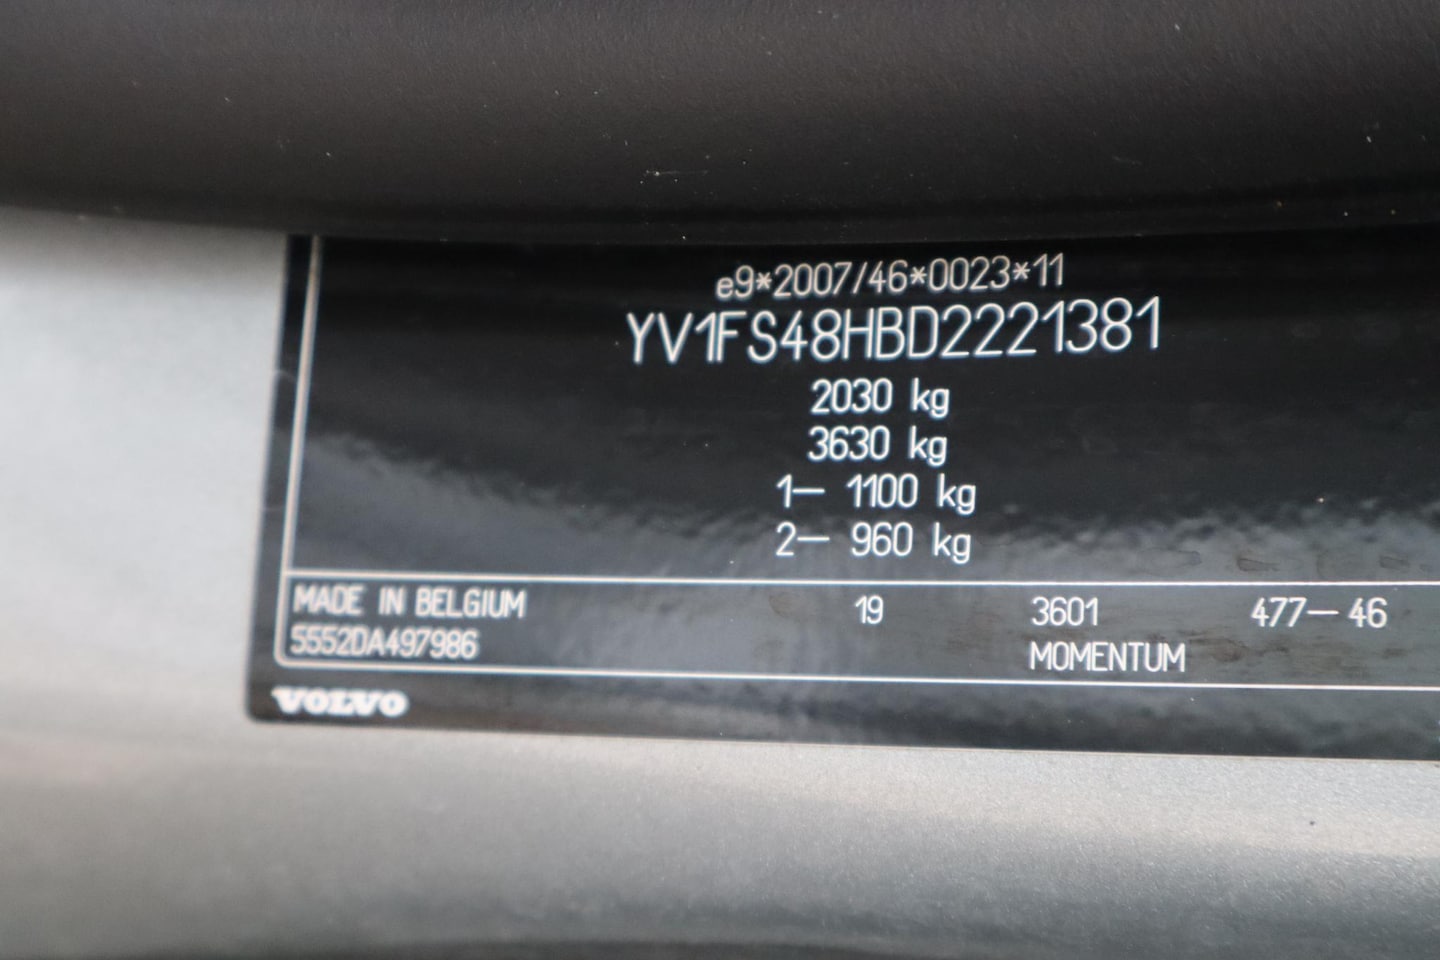 e9*2007/46*0023*11
YV1FS48HBD2221381
2030 kg
3630 kg
1— 1100 kg
2— 960 kg
MADE IN BELGIUM 19 3601 477— 46
5552DA497986 MOMENTUM
VOLVO